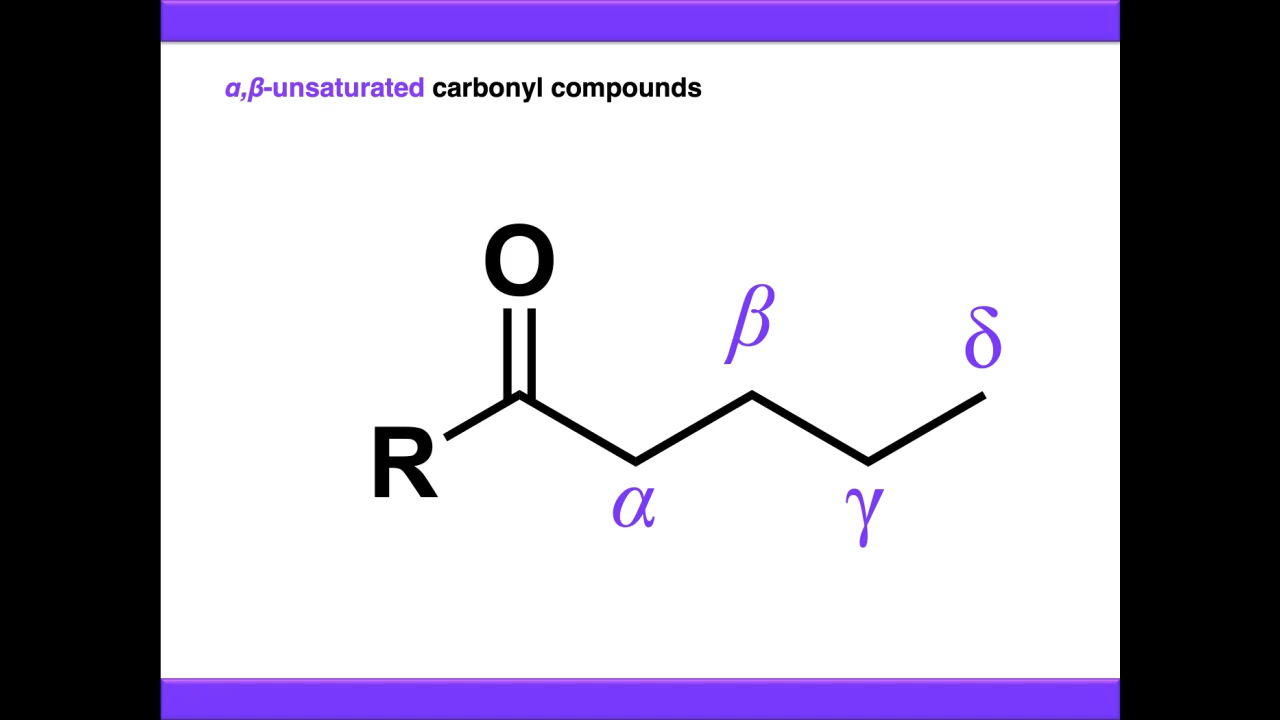 α,β-unsaturated carbonyl compounds
O
β
δ
R
α
γ